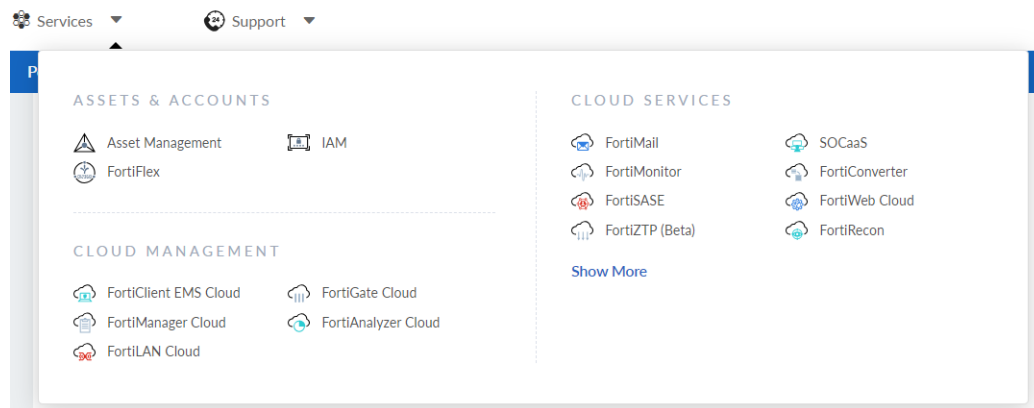 Services
Support
ASSETS & ACCOUNTS
Asset Management
IAM
FortiFlex
CLOUD MANAGEMENT
FortiClient EMS Cloud
FortiGate Cloud
FortiManager Cloud
FortiAnalyzer Cloud
FortiLAN Cloud
CLOUD SERVICES
FortiMail
SOCaaS
FortiMonitor
FortiConverter
FortiSASE
FortiWeb Cloud
FortiZTP (Beta)
FortiRecon
Show More